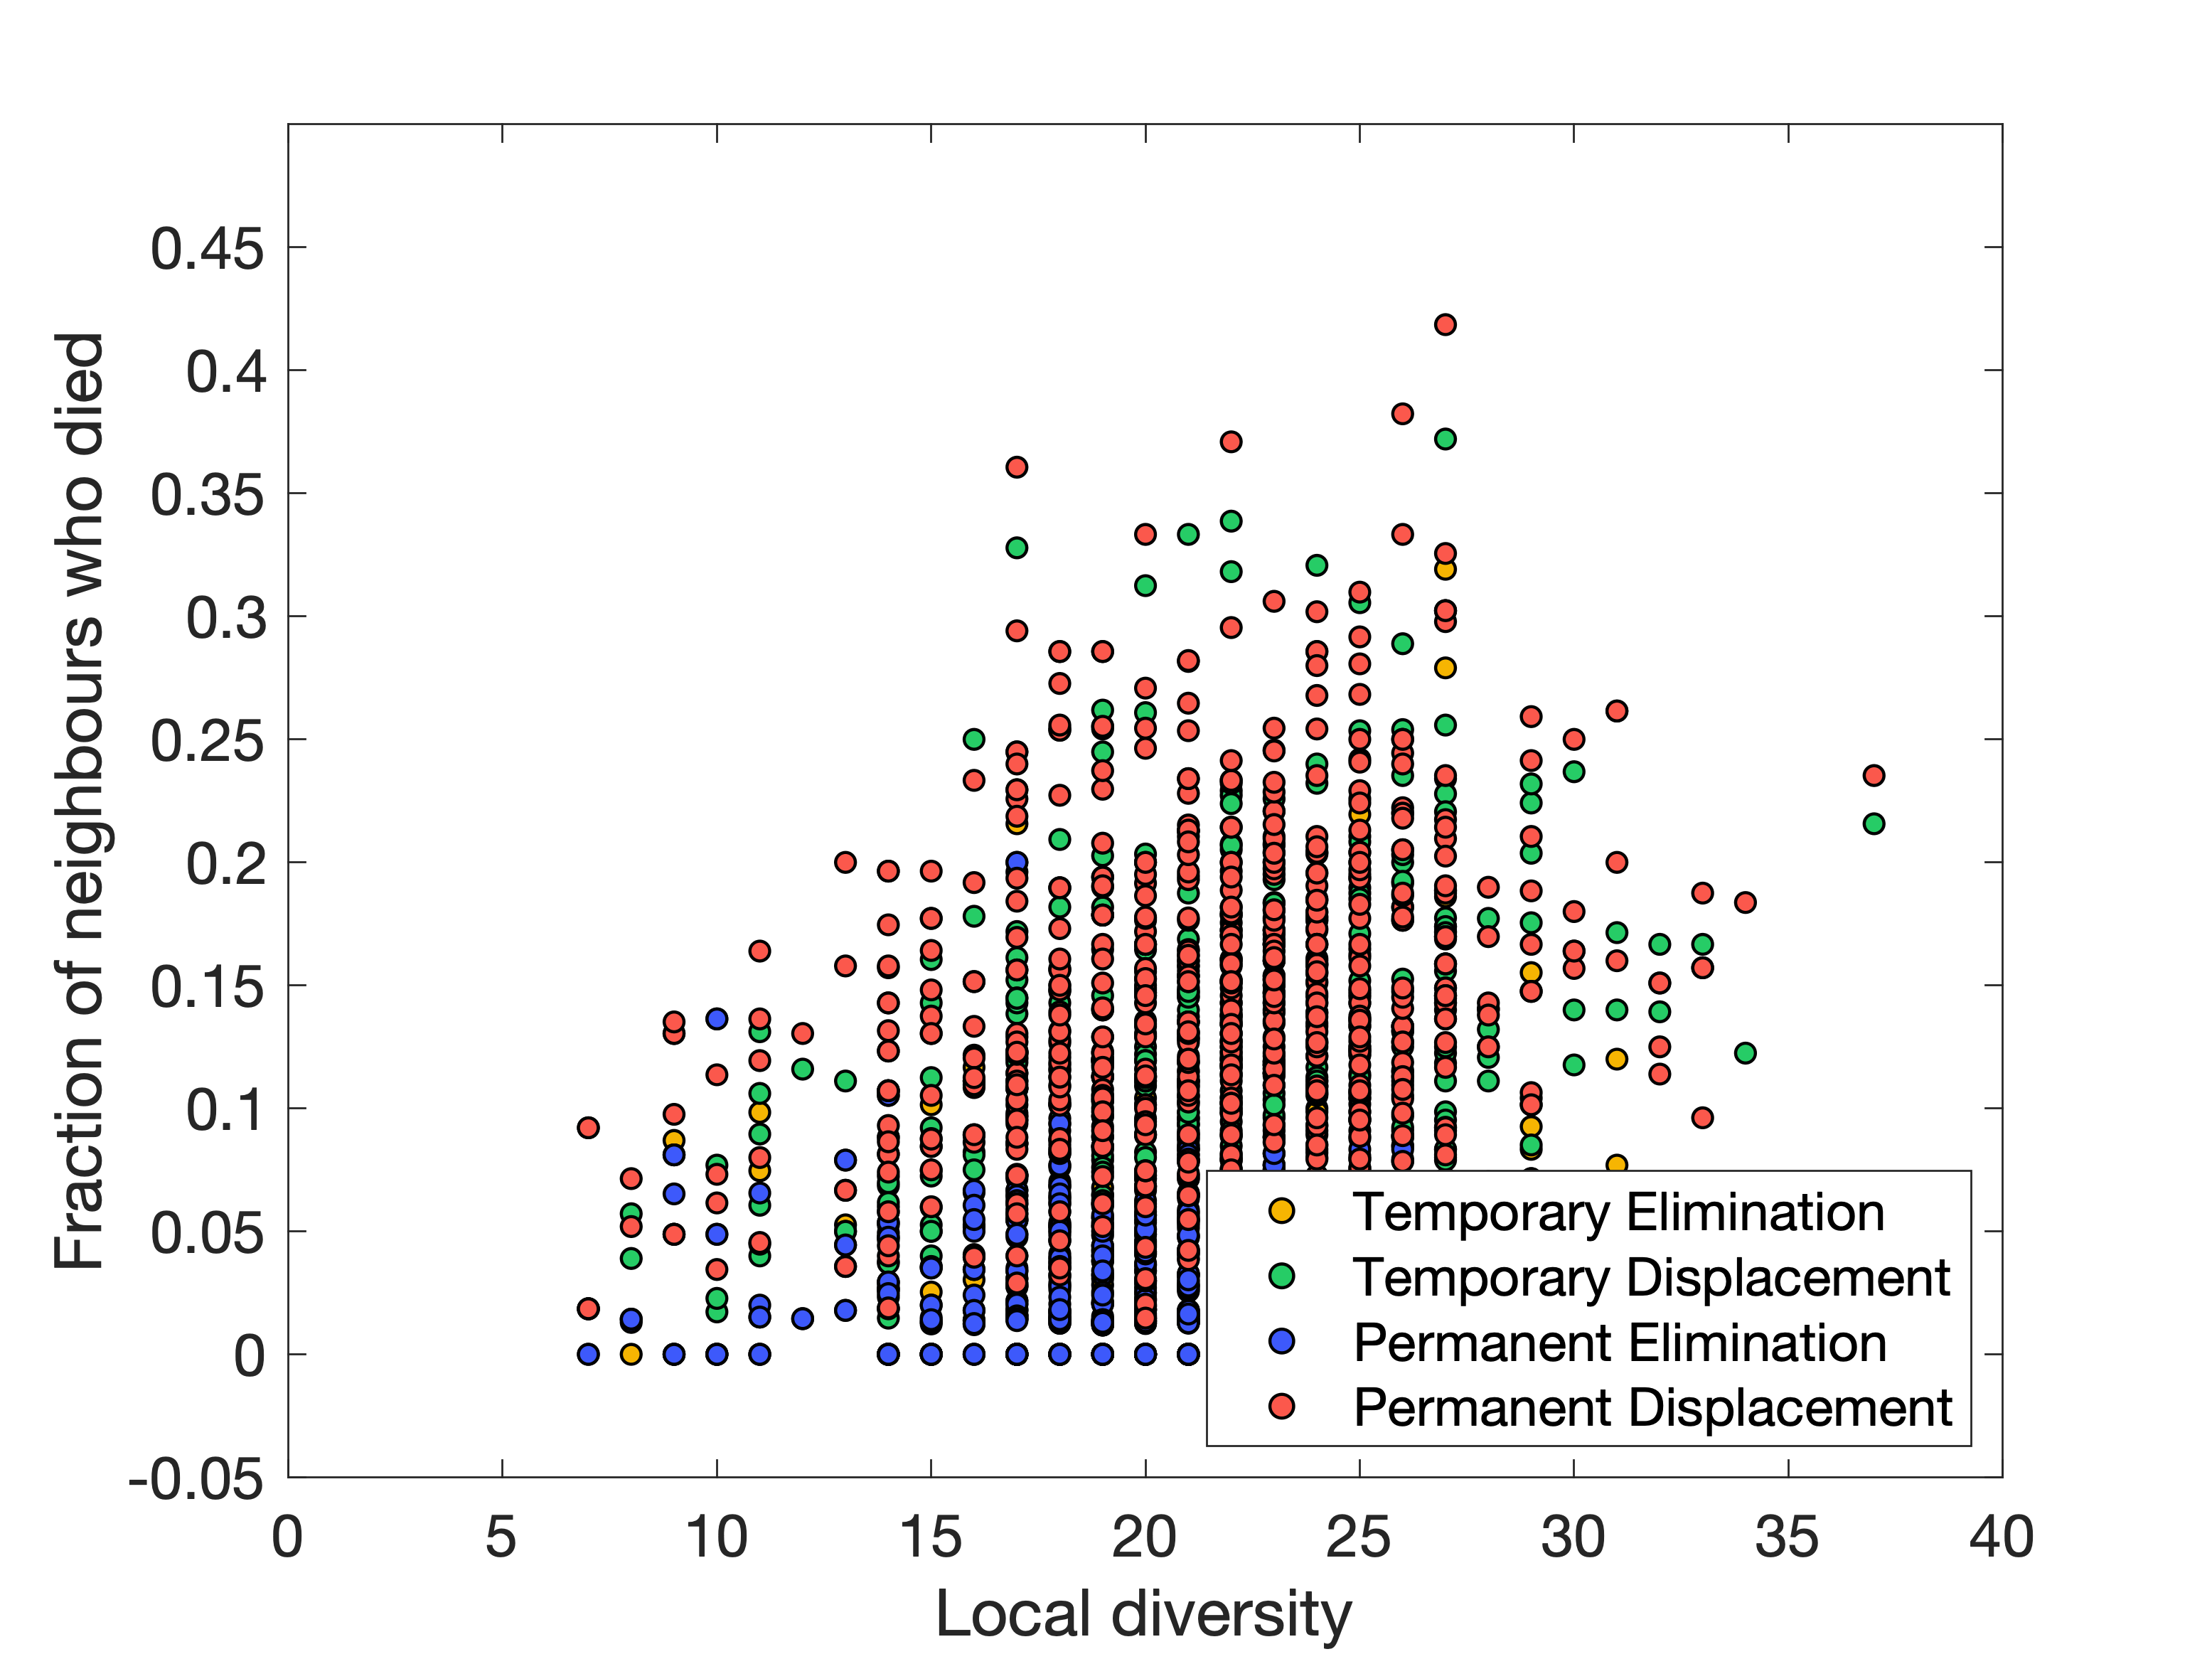 Fraction of neighbours who died
0.45
0.4
0.35
0.3
0.25
0.2
0.15
0.1
0.05
0
-0.05
Temporary Elimination
Temporary Displacement
Permanent Elimination
Permanent Displacement
0 5 10 15 20 25 30 35 40
Local diversity